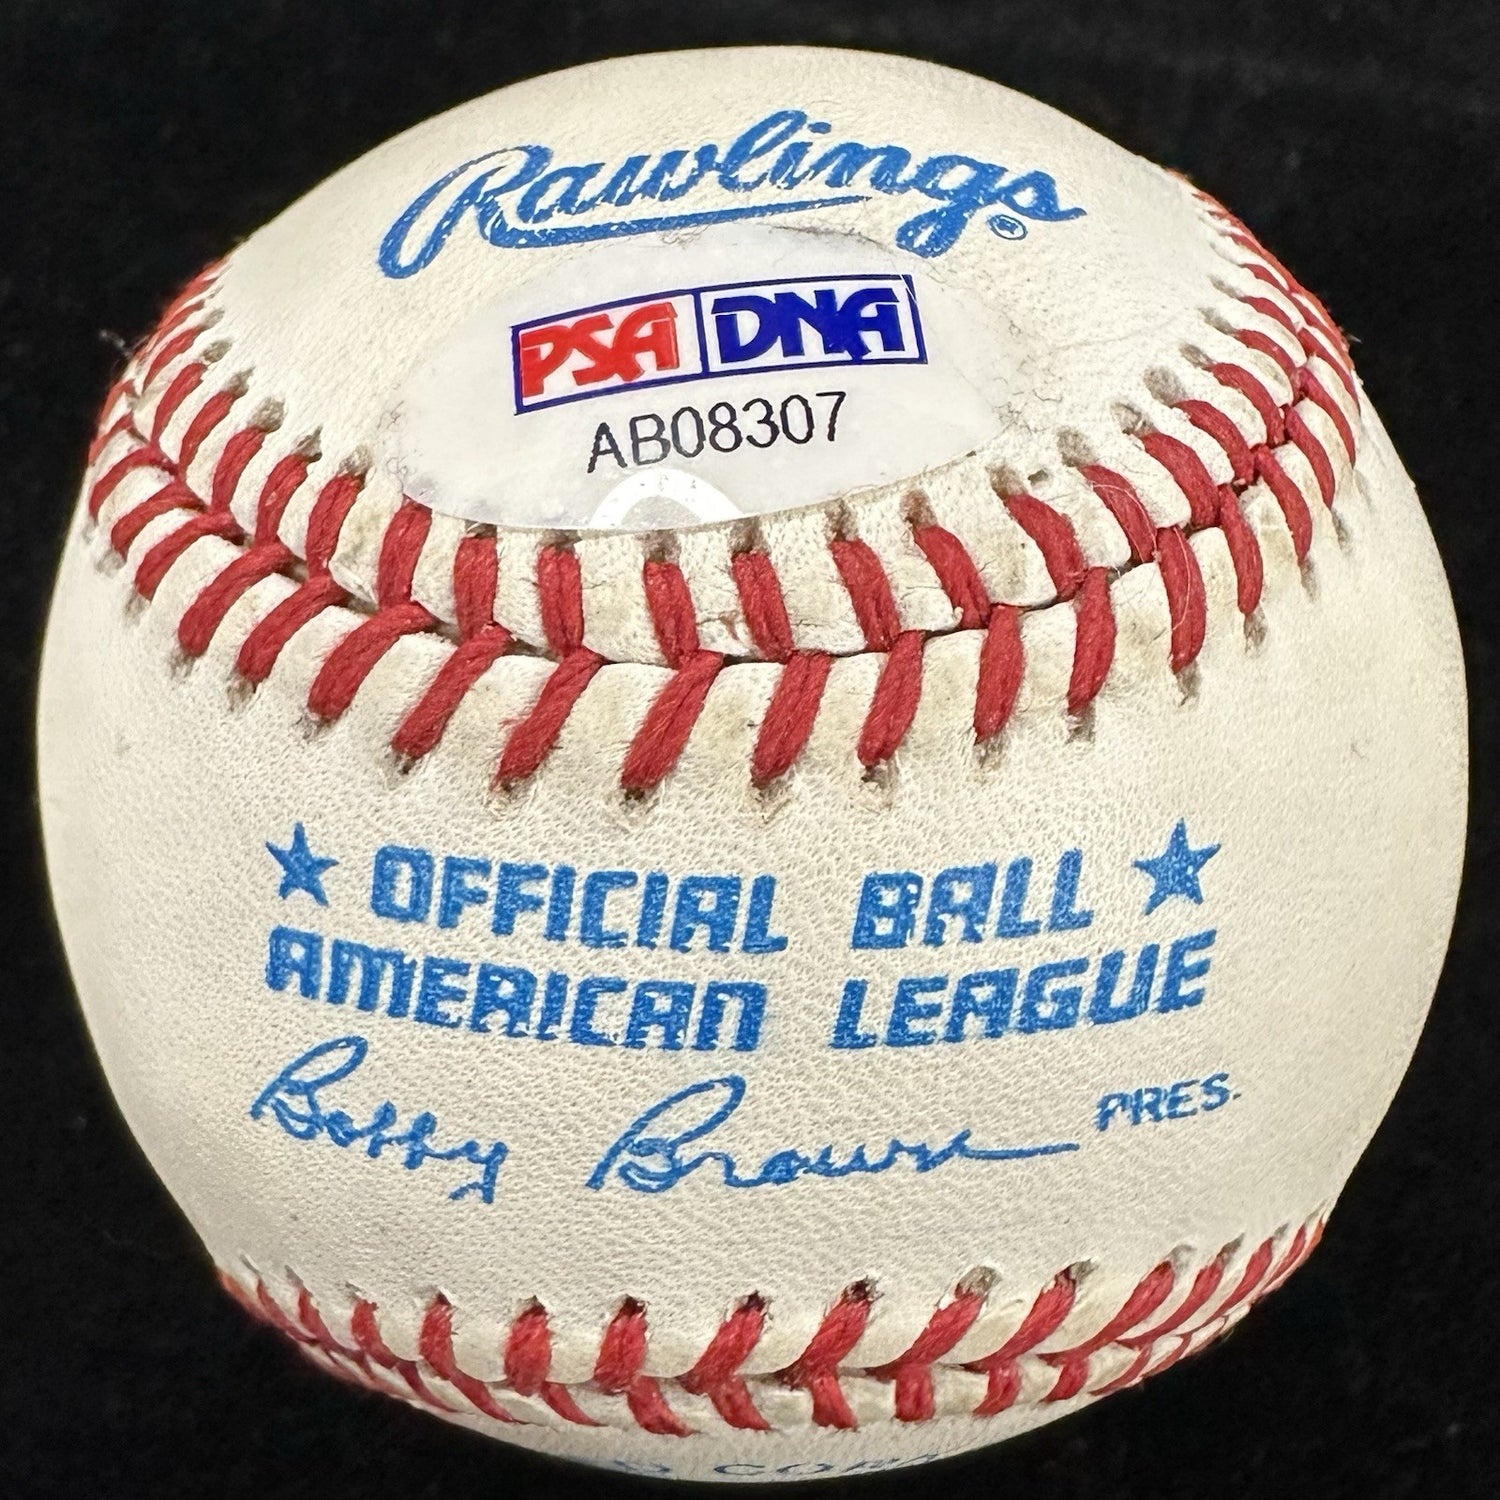 Rawlings®
PSA DNA
AB08307
★ OFFICIAL BALL ★
AMERICAN LEAGUE
Bobby Brown PRES.